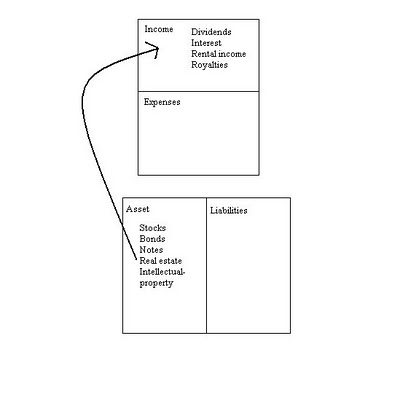 Income
Dividends
Interest
Rental income
Royalties
Expenses
Asset
Stocks
Bonds
Notes
Real estate
Intellectual-
property
Liabilities